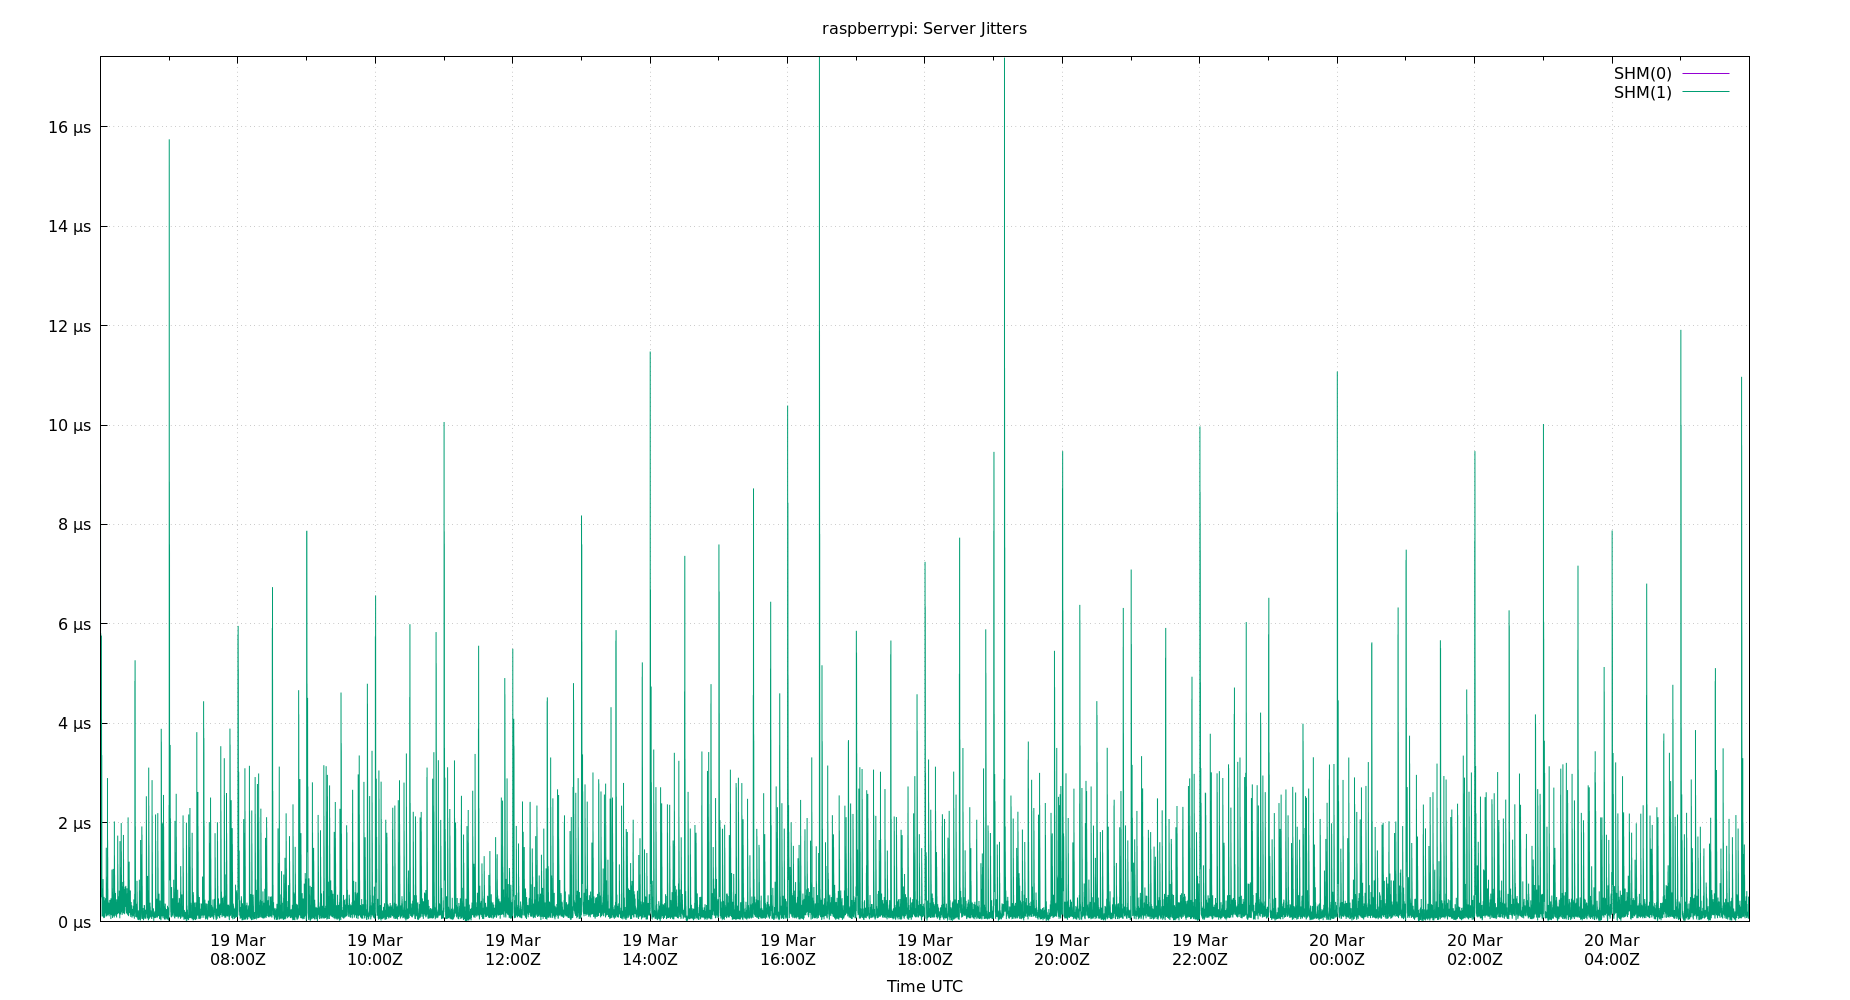 raspberrypi: Server Jitters
SHM(0)
SHM(1)
16 µs
14 µs
12 µs
10 µs
8 µs
6 µs
4 µs
2 µs
0 µs
19 Mar 19 Mar 19 Mar 19 Mar 19 Mar 19 Mar 19 Mar 19 Mar 20 Mar 20 Mar 20 Mar
08:00Z 10:00Z 12:00Z 14:00Z 16:00Z 18:00Z 20:00Z 22:00Z 00:00Z 02:00Z 04:00Z
Time UTC